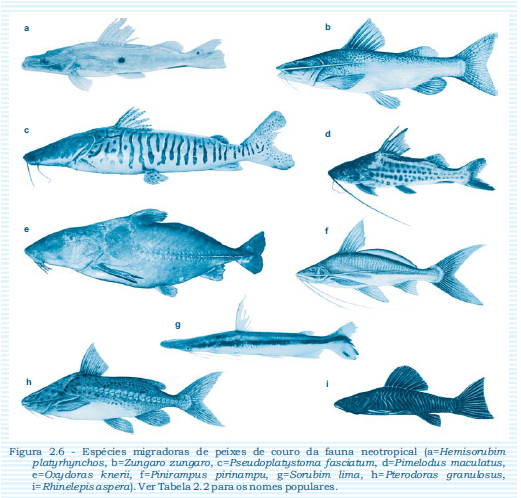 a
b
c
d
e
f
g
h
i
Figura 2.6 - Espécies migradoras de peixes de couro da fauna neotropical (a=Hemisorubim
platyrhynchos, b=Zungaro zungaro, c=Pseudoplatystoma fasciatum, d=Pimelodus maculatus,
e=Oxydoras knerii, f=Pinirampus pirinampu, g=Sorubim lima, h=Pterodoras granulosus,
i=Rhinelepis aspera). Ver Tabela 2.2 para os nomes populares.